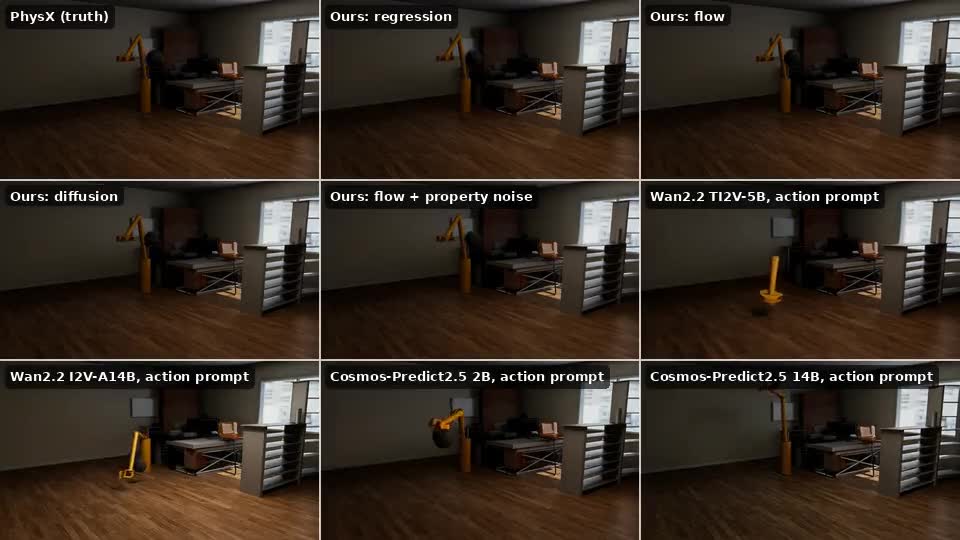 PhysX (truth)
Ours: regression
Ours: flow
Ours: diffusion
Ours: flow + property noise
Wan2.2 TI2V-5B, action prompt
Wan2.2 I2V-A14B, action prompt
Cosmos-Predict2.5 2B, action prompt
Cosmos-Predict2.5 14B, action prompt